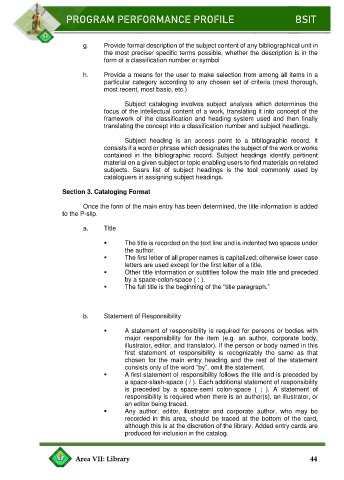 PROGRAM PERFORMANCE PROFILE BSIT
g. Provide formal description of the subject content of any bibliographical unit in
the most precise/ specific terms possible, whether the description is in the
form of a classification number or symbol
h. Provide a means for the user to make selection from among all items in a
particular category according to any chosen set of criteria (most thorough,
most recent, most basic, etc.)
Subject cataloging involves subject analysis which determines the
focus of the intellectual content of a work, translating it into concept of the
framework of the classification and heading system used and then finally
translating the concept into a classification number and subject headings.
Subject heading is an access point to a bibliographic record. It
consists if a word or phrase which designates the subject of the work or works
contained in the bibliographic record. Subject headings identify pertinent
material on a given subject or topic enabling users to find materials on related
subjects. Sears list of subject headings is the tool commonly used by
cataloguers in assigning subject headings.
Section 3. Cataloging Format
Once the form of the main entry has been determined, the title information is added
to the P-slip.
a. Title
• The title is recorded on the text line and is indented two spaces under
the author.
• The first letter of all proper names is capitalized; otherwise lower case
letters are used except for the first letter of a title.
• Other title information or subtitles follow the main title and preceded
by a space-colon-space ( : ).
• The full title is the beginning of the "title paragraph."
b. Statement of Responsibility
• A statement of responsibility is required for persons or bodies with
major responsibility for the item (e.g. an author, corporate body,
illustrator, editor, and translator). If the person or body named in this
first statement of responsibility is recognizably the same as that
chosen for the main entry heading and the rest of the statement
consists only of the word "by", omit the statement.
• A first statement of responsibility follows the title and is preceded by
a space-slash-space ( / ). Each additional statement of responsibility
is preceded by a space-semi colon-space ( ; ). A statement of
responsibility is required when there is an author(s), an illustrator, or
an editor being traced.
• Any author, editor, illustrator and corporate author, who may be
recorded in this area, should be traced at the bottom of the card,
although this is at the discretion of the library. Added entry cards are
produced for inclusion in the catalog.
Area VII: Library 44